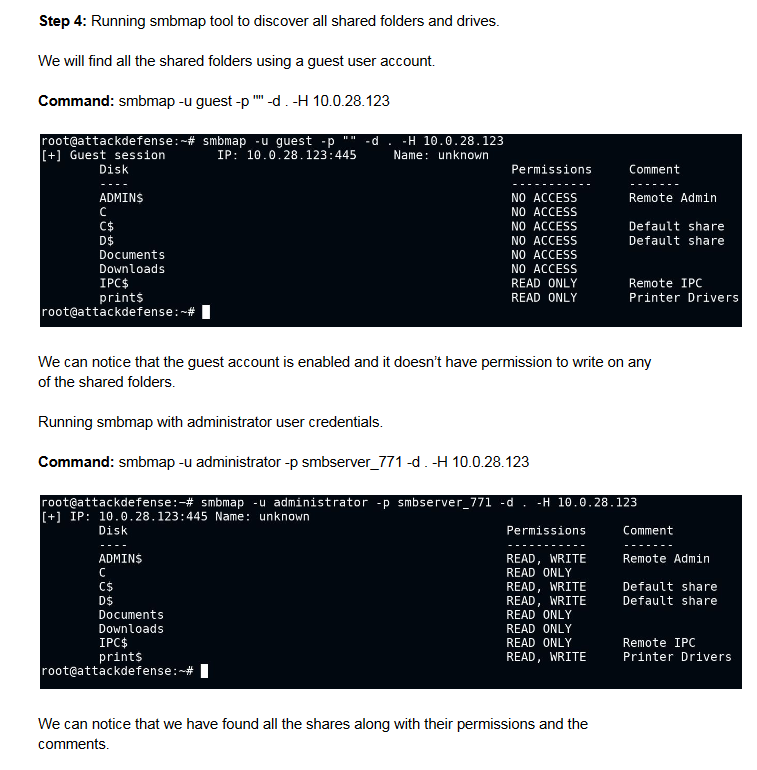 Step 4: Running smbmap tool to discover all shared folders and drives.
We will find all the shared folders using a guest user account.
Command: smbmap -u guest -p "" -d . -H 10.0.28.123
root@attackdefense:~# smbmap -u guest -p "" -d . -H 10.0.28.123
[+] Guest session IP: 10.0.28.123:445 Name: unknown
Disk Permissions Comment
---- ----------- -------
ADMIN$ NO ACCESS Remote Admin
C NO ACCESS
C$ NO ACCESS Default share
D$ NO ACCESS Default share
Documents NO ACCESS
Downloads NO ACCESS
IPC$ READ ONLY Remote IPC
print$ READ ONLY Printer Drivers
root@attackdefense:~#
We can notice that the guest account is enabled and it doesn’t have permission to write on any
of the shared folders.
Running smbmap with administrator user credentials.
Command: smbmap -u administrator -p smbserver_771 -d . -H 10.0.28.123
root@attackdefense:~# smbmap -u administrator -p smbserver_771 -d . -H 10.0.28.123
[+] IP: 10.0.28.123:445 Name: unknown
Disk Permissions Comment
---- ----------- -------
ADMIN$ READ, WRITE Remote Admin
C READ ONLY
C$ READ, WRITE Default share
D$ READ, WRITE Default share
Documents READ ONLY
Downloads READ ONLY
IPC$ READ ONLY Remote IPC
print$ READ, WRITE Printer Drivers
root@attackdefense:~#
We can notice that we have found all the shares along with their permissions and the
comments.